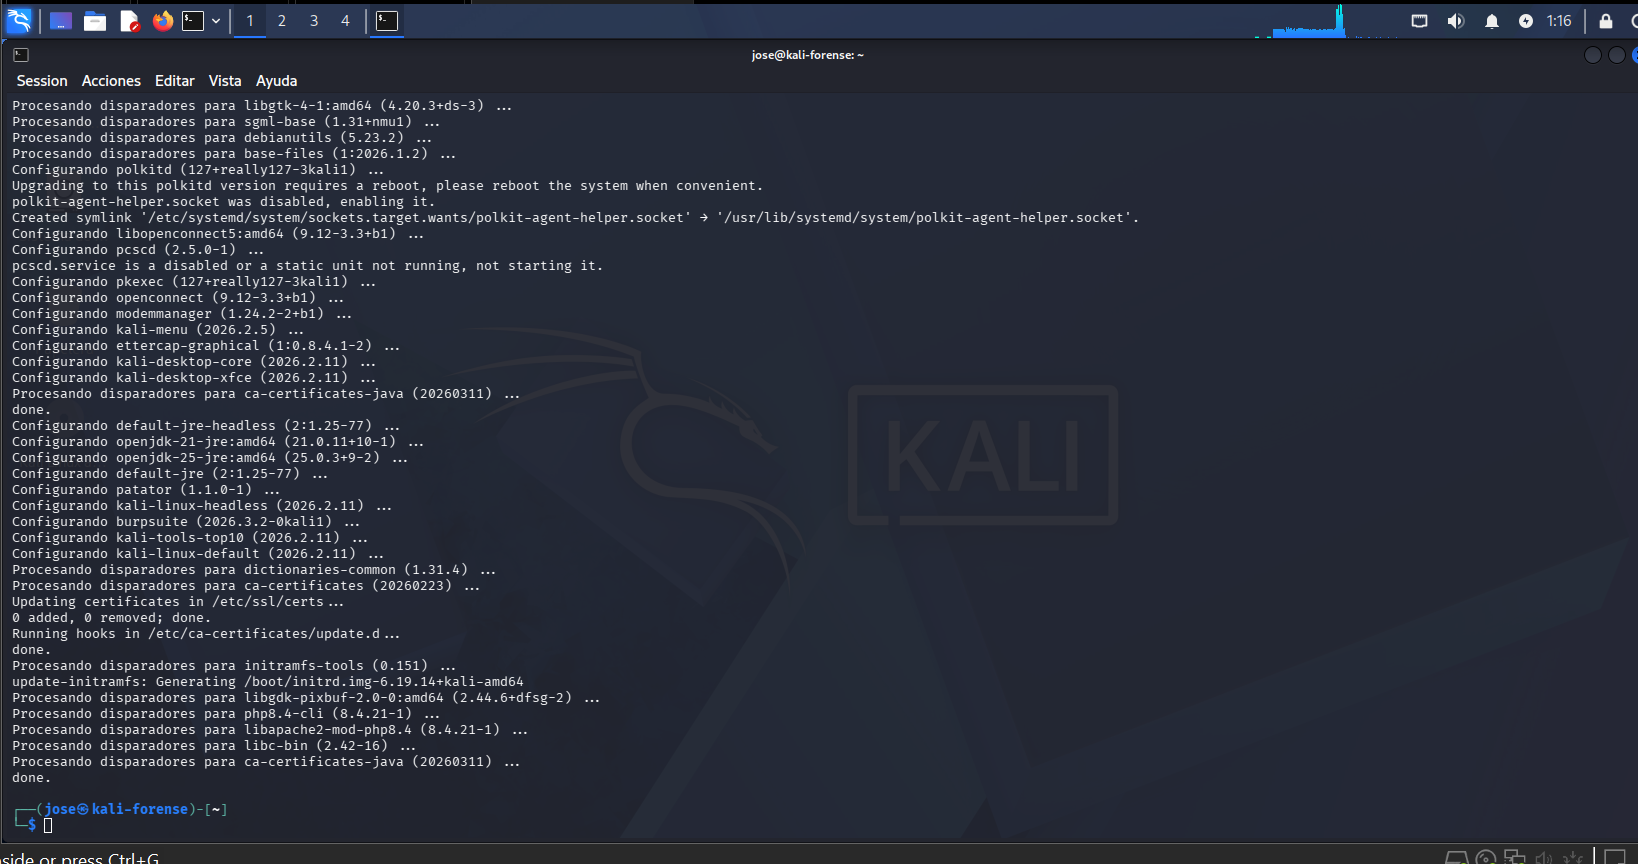 1 2 3 4 1:16
jose@kali-forense: ~
Session Acciones Editar Vista Ayuda
Procesando disparadores para libgtk-4-1:amd64 (4.20.3+ds-3) ...
Procesando disparadores para sgml-base (1.31+nmu1) ...
Procesando disparadores para debianutils (5.23.2) ...
Procesando disparadores para base-files (1:2026.1.2) ...
Configurando polkitd (127+really127-3kali1) ...
Upgrading to this polkitd version requires a reboot, please reboot the system when convenient.
polkit-agent-helper.socket was disabled, enabling it.
Created symlink '/etc/systemd/system/sockets.target.wants/polkit-agent-helper.socket' → '/usr/lib/systemd/system/polkit-agent-helper.socket'.
Configurando libopenconnect5:amd64 (9.12-3.3+b1) ...
Configurando pcscd (2.5.0-1) ...
pcscd.service is a disabled or a static unit not running, not starting it.
Configurando pkexec (127+really127-3kali1) ...
Configurando openconnect (9.12-3.3+b1) ...
Configurando modemmanager (1.24.2-2+b1) ...
Configurando kali-menu (2026.2.5) ...
Configurando ettercap-graphical (1:0.8.4.1-2) ...
Configurando kali-desktop-core (2026.2.11) ...
Configurando kali-desktop-xfce (2026.2.11) ...
Procesando disparadores para ca-certificates-java (20260311) ...
done.
Configurando default-jre-headless (2:1.25-77) ...
Configurando openjdk-21-jre:amd64 (21.0.11+10-1) ...
Configurando openjdk-25-jre:amd64 (25.0.3+9-2) ...
Configurando default-jre (2:1.25-77) ...
Configurando patator (1.1.0-1) ...
Configurando kali-linux-headless (2026.2.11) ...
Configurando burpsuite (2026.3.2-0kali1) ...
Configurando kali-tools-top10 (2026.2.11) ...
Configurando kali-linux-default (2026.2.11) ...
Procesando disparadores para dictionaries-common (1.31.4) ...
Procesando disparadores para ca-certificates (20260223) ...
Updating certificates in /etc/ssl/certs...
0 added, 0 removed; done.
Running hooks in /etc/ca-certificates/update.d...
done.
Procesando disparadores para initramfs-tools (0.151) ...
update-initramfs: Generating /boot/initrd.img-6.19.14+kali-amd64
Procesando disparadores para libgdk-pixbuf-2.0-0:amd64 (2.44.6+dfsg-2) ...
Procesando disparadores para php8.4-cli (8.4.21-1) ...
Procesando disparadores para libapache2-mod-php8.4 (8.4.21-1) ...
Procesando disparadores para libc-bin (2.42-16) ...
Procesando disparadores para ca-certificates-java (20260311) ...
done.
┌──(jose㉿kali-forense)-[~]
└─$
KALI
side or press Ctrl+G